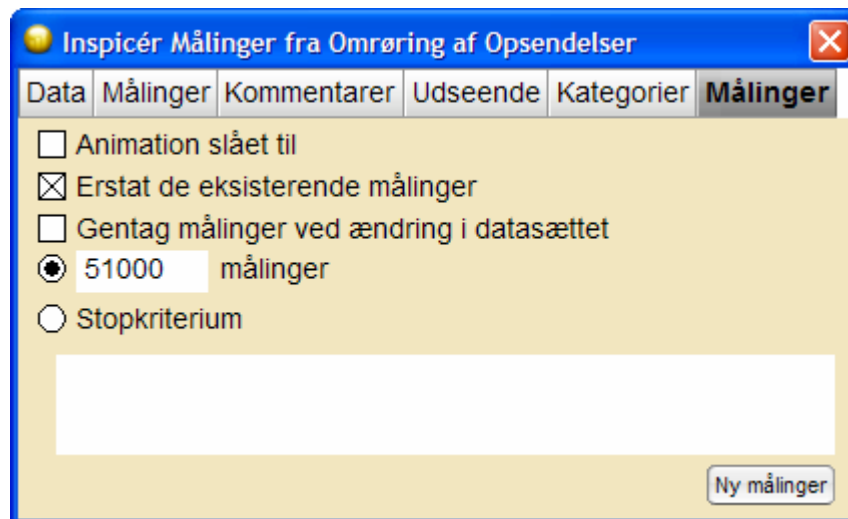 Inspicér Målinger fra Omrøring af Opsendelser
Data Målinger Kommentarer Udseende Kategorier Målinger
Animation slået til
Erstat de eksisterende målinger
Gentag målinger ved ændring i datasættet
51000 målinger
Stopkriterium
Ny målinger